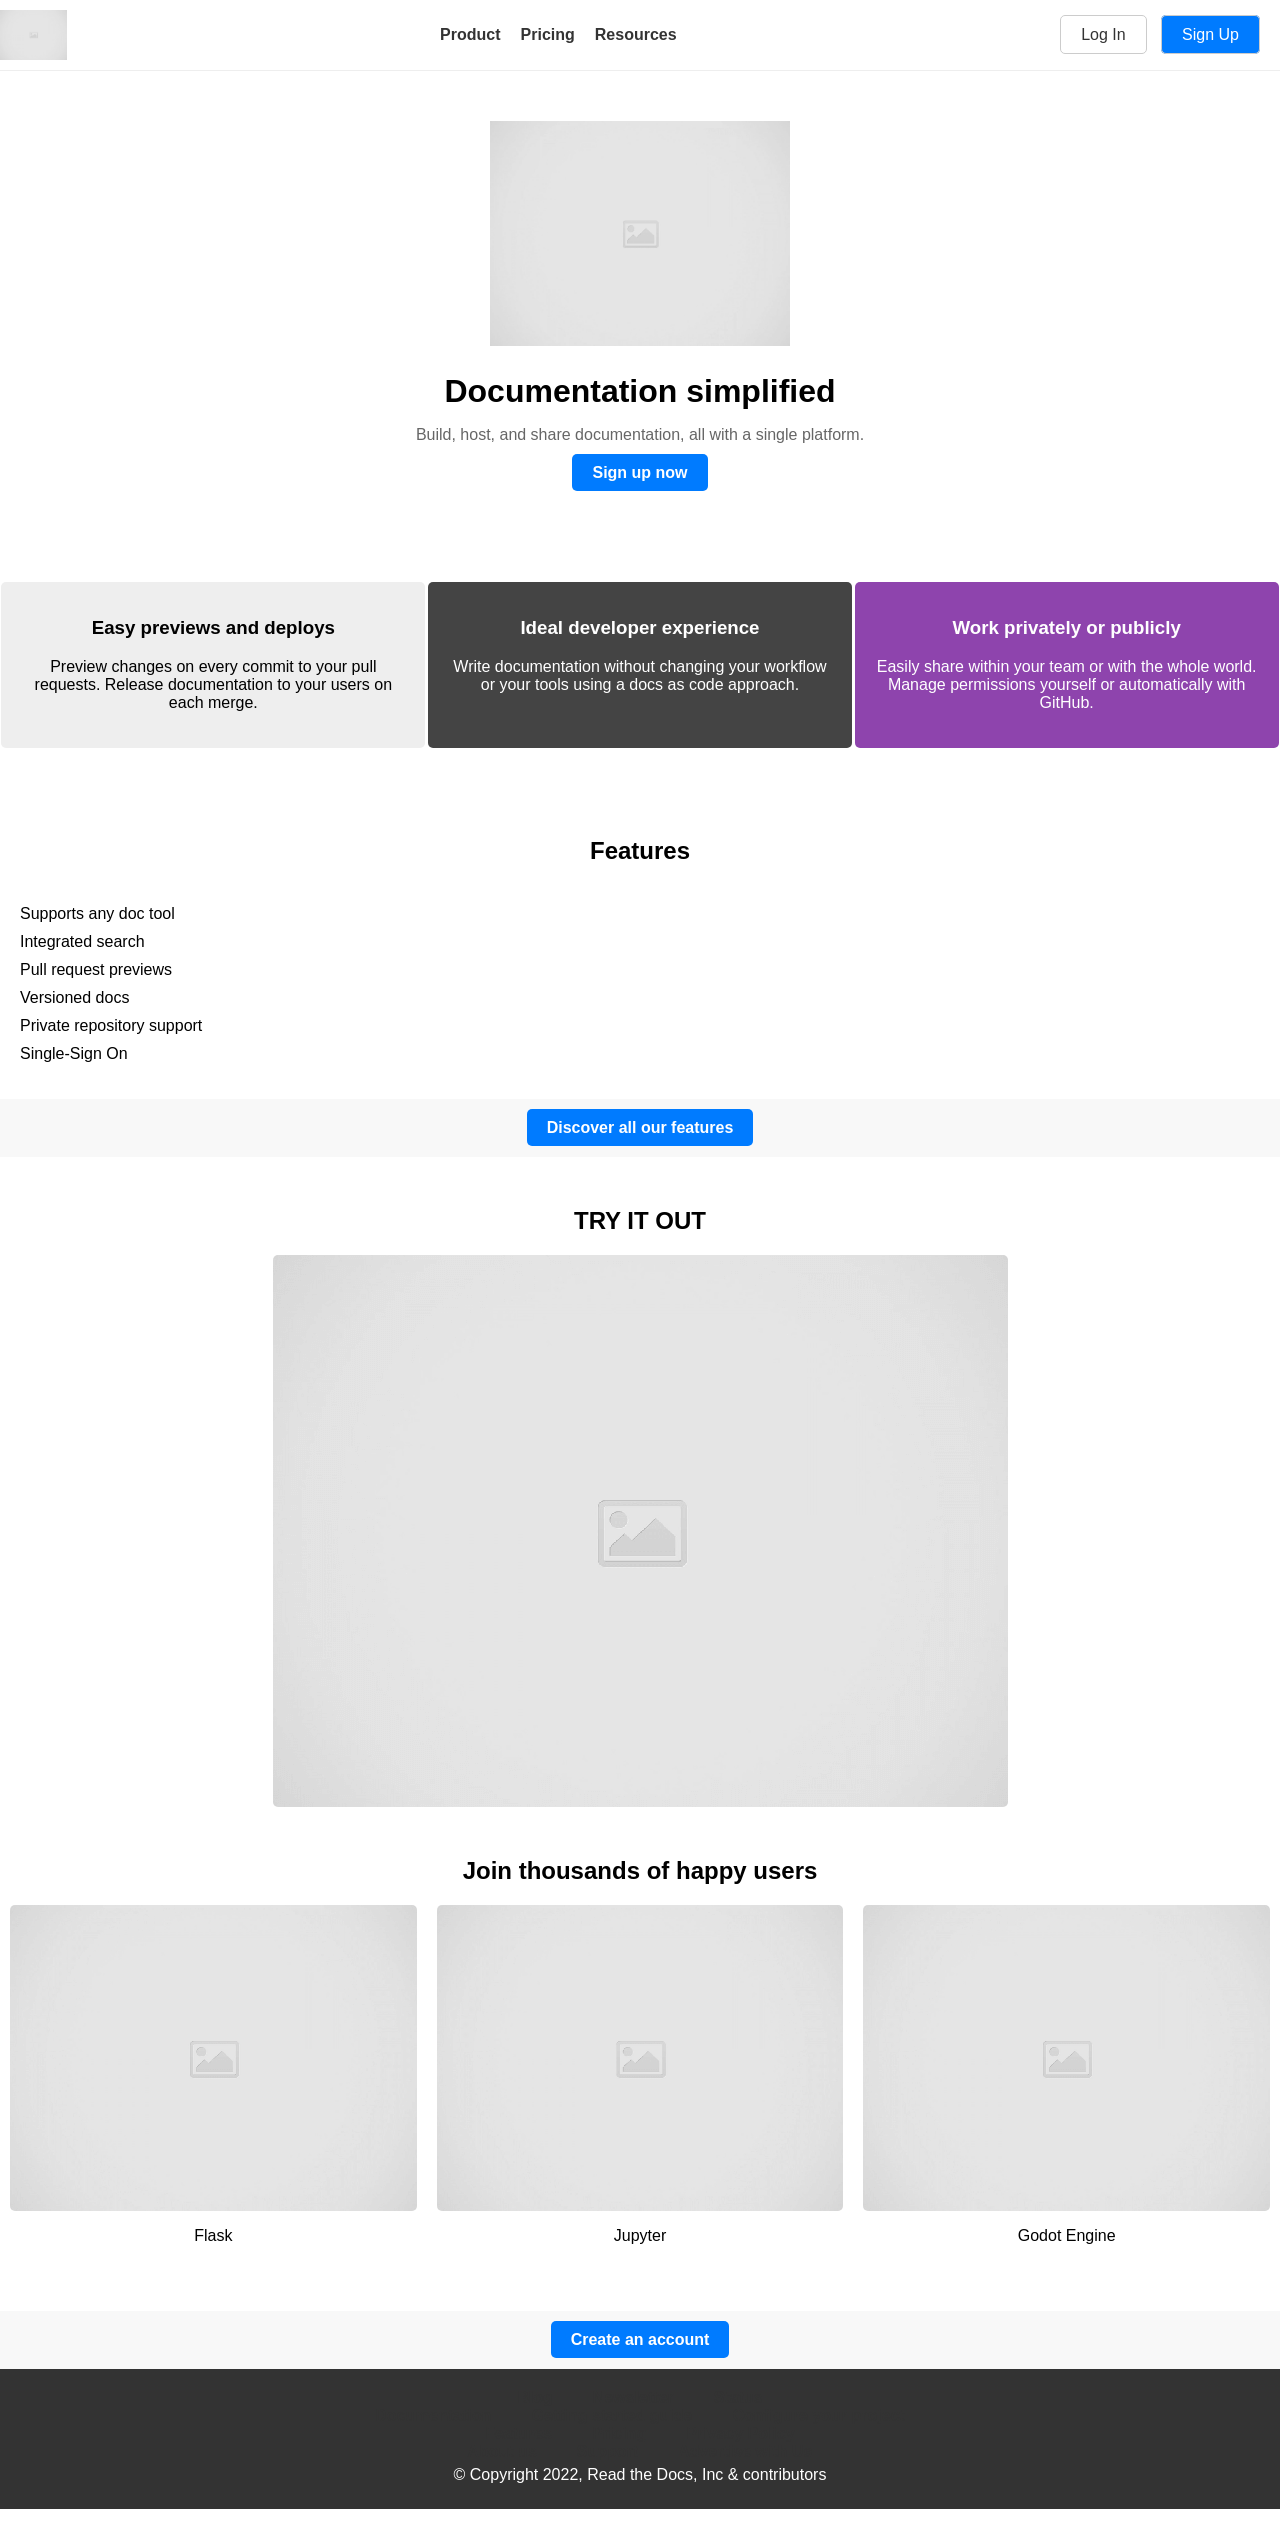 Product Pricing Resources Log In Sign Up
Documentation simplified
Build, host, and share documentation, all with a single platform.
Sign up now
Easy previews and deploys
Preview changes on every commit to your pull
requests. Release documentation to your users on
each merge.
Ideal developer experience
Write documentation without changing your workflow
or your tools using a docs as code approach.
Work privately or publicly
Easily share within your team or with the whole world.
Manage permissions yourself or automatically with
GitHub.
Features
Supports any doc tool
Integrated search
Pull request previews
Versioned docs
Private repository support
Single-Sign On
Discover all our features
TRY IT OUT
Join thousands of happy users
Flask
Jupyter
Godot Engine
Create an account
© Copyright 2022, Read the Docs, Inc & contributors